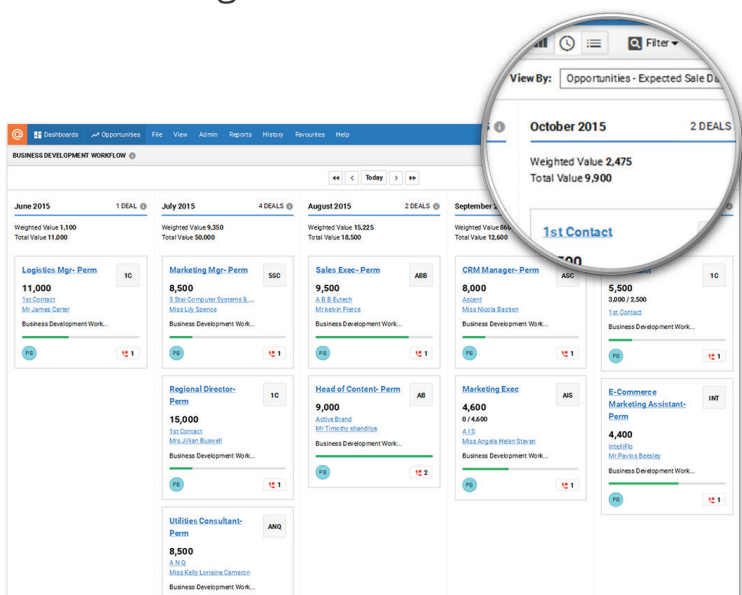 Filter
View By: Opportunities - Expected Sale Da
October 2015 2 DEALS
Weighted Value 2,475
Total Value 9,900
1st Contact
Dashboards Opportunities File View Admin Reports History Favourites Help
BUSINESS DEVELOPMENT WORKFLOW
Today
June 2015 1 DEAL
Weighted Value 1,100
Total Value 11,000
Logistics Mgr- Perm 1C
11,000
1st Contact
Mr James Carter
Business Development Work...
PB 1
July 2015 4 DEALS
Weighted Value 9,350
Total Value 50,000
Marketing Mgr- Perm SSC
8,500
5 Star Computer Systems & ...
Miss Lily Spence
Business Development Work...
PB 1
Regional Director- 1C
Perm
15,000
1st Contact
Mrs Jillian Buswell
Business Development Work...
PB 1
Utilities Consultant- ANQ
Perm
8,500
A N Q
Miss Kelly Lorraine Cameron
Business Development Work...
August 2015 2 DEALS
Weighted Value 15,225
Total Value 18,500
Sales Exec- Perm ABB
9,500
A B B Eutech
Mr kelvin Pierce
Business Development Work...
PB 1
Head of Content- Perm AB
9,000
Active Brand
Mr Timothy shandilya
Business Development Work...
PB 2
September
Weighted Value 860
Total Value 12,600
CRM Manager- Perm ASC
8,000
Ascent
Miss Nicola Bastien
Business Development Work...
PB 1
Marketing Exec AIS
4,600
0 / 4,600
A I S
Miss Angela Helen Steven
Business Development Work...
PB 1
1C
5,500
3,000 / 2,500
1st Contact
Business Development Work...
PB 1
E-Commerce INT
Marketing Assistant-
Perm
4,400
Intelliflo
Mr Pavlos Beesley
Business Development Work...
PB 1